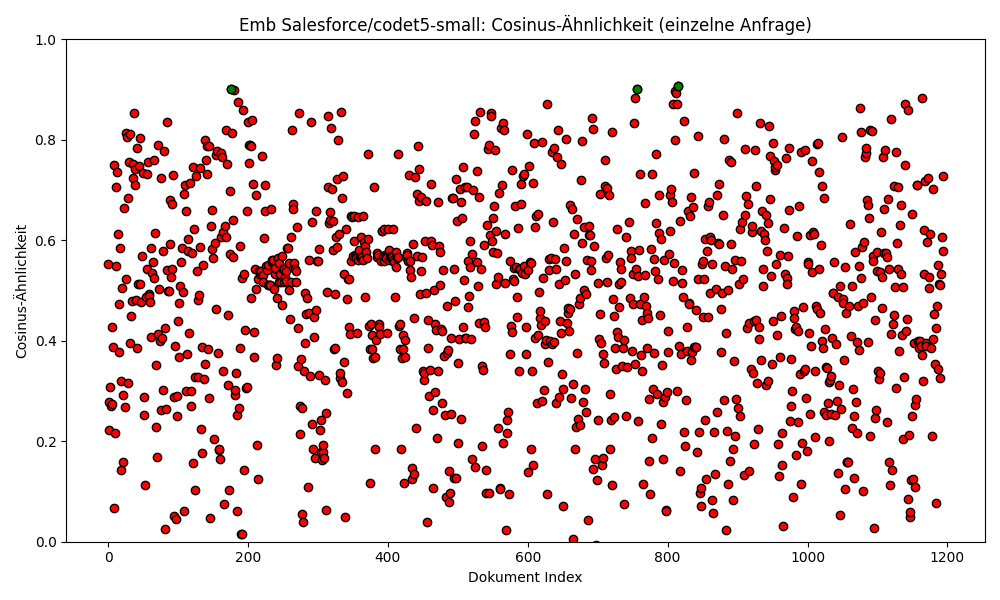 Emb Salesforce/codet5-small: Cosinus-Ähnlichkeit (einzelne Anfrage)
1.0
0.8
0.6
0.4
0.2
0.0
Cosinus-Ähnlichkeit
0 200 400 600 800 1000 1200
Dokument Index